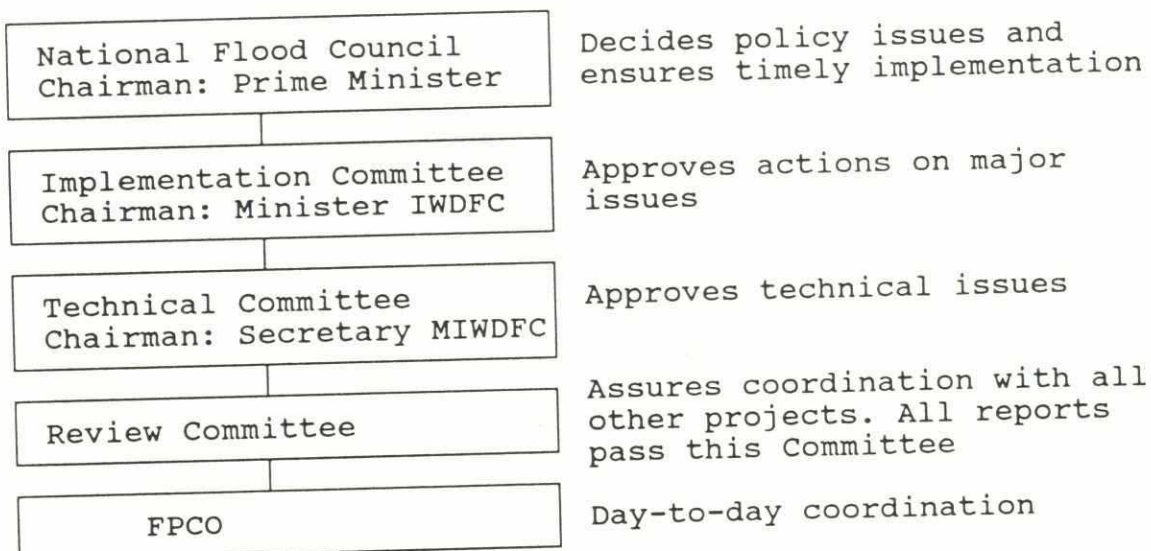 National Flood Council
Chairman: Prime Minister
Decides policy issues and
ensures timely implementation
Implementation Committee
Chairman: Minister IWDFC
Approves actions on major
issues
Technical Committee
Chairman: Secretary MIWDFC
Approves technical issues
Review Committee
Assures coordination with all
other projects. All reports
pass this Committee
FPCO
Day-to-day coordination